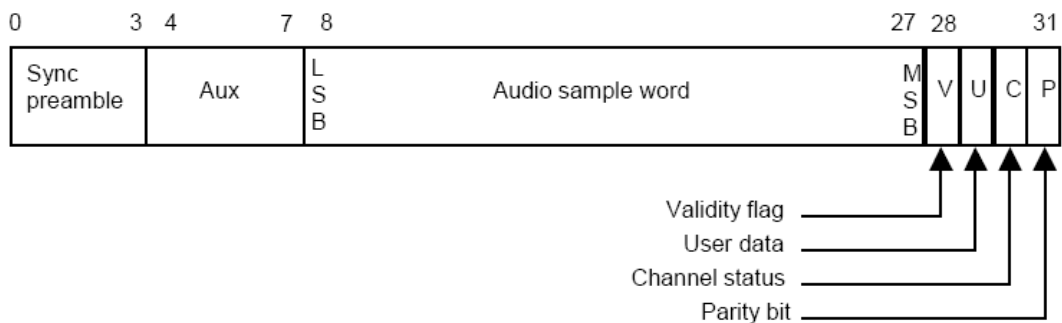 0 3 4 7 8 27 28 31
Sync
preamble
Aux
L
S
B
Audio sample word
M
S
B
V U C P
Validity flag
User data
Channel status
Parity bit